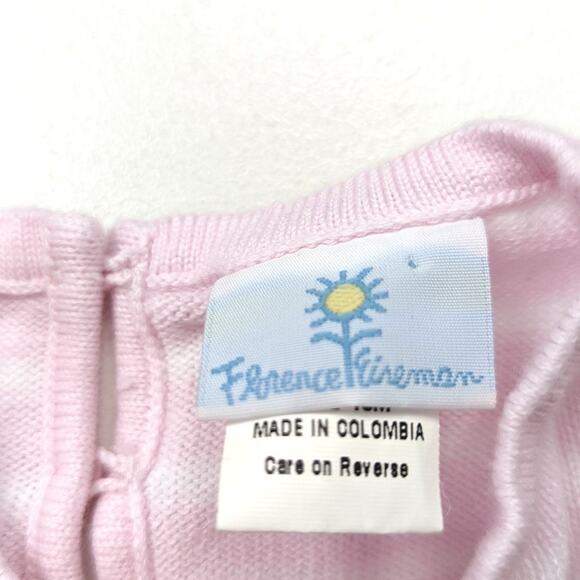 Florence Eiseman
MADE IN COLOMBIA
Care on Reverse